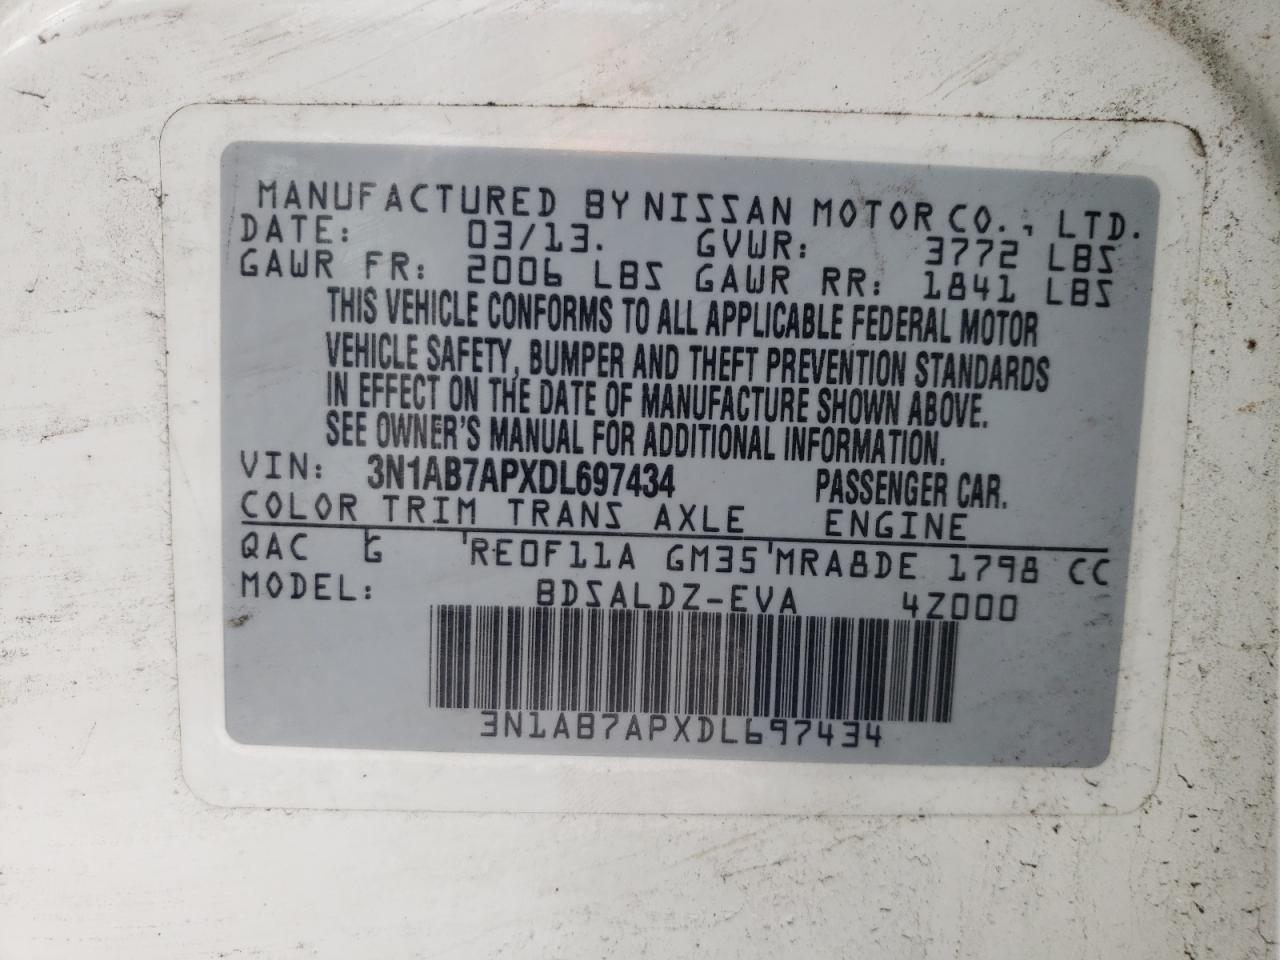 MANUFACTURED BY NISSAN MOTOR CO., LTD.
DATE: 03/13. GVWR: 3772 LBS
GAWR FR: 2006 LBS GAWR RR: 1841 LBS
THIS VEHICLE CONFORMS TO ALL APPLICABLE FEDERAL MOTOR
VEHICLE SAFETY, BUMPER AND THEFT PREVENTION STANDARDS
IN EFFECT ON THE DATE OF MANUFACTURE SHOWN ABOVE.
SEE OWNER'S MANUAL FOR ADDITIONAL INFORMATION.
VIN: 3N1AB7APXDL697434 PASSENGER CAR.
COLOR TRIM TRANS AXLE ENGINE
QAC G RE0F11A GM35 MRA8DE 1798 CC
MODEL: BDSALDZ-EVA 4Z000
3N1AB7APXDL697434